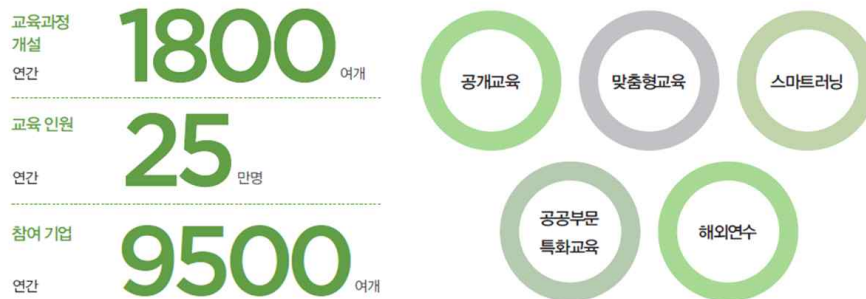 교육과정
개설
연간 1800 여개
교육 인원
연간 25 만명
참여 기업
연간 9500 여개
공개교육
맞춤형교육
스마트러닝
공공부문
특화교육
해외연수